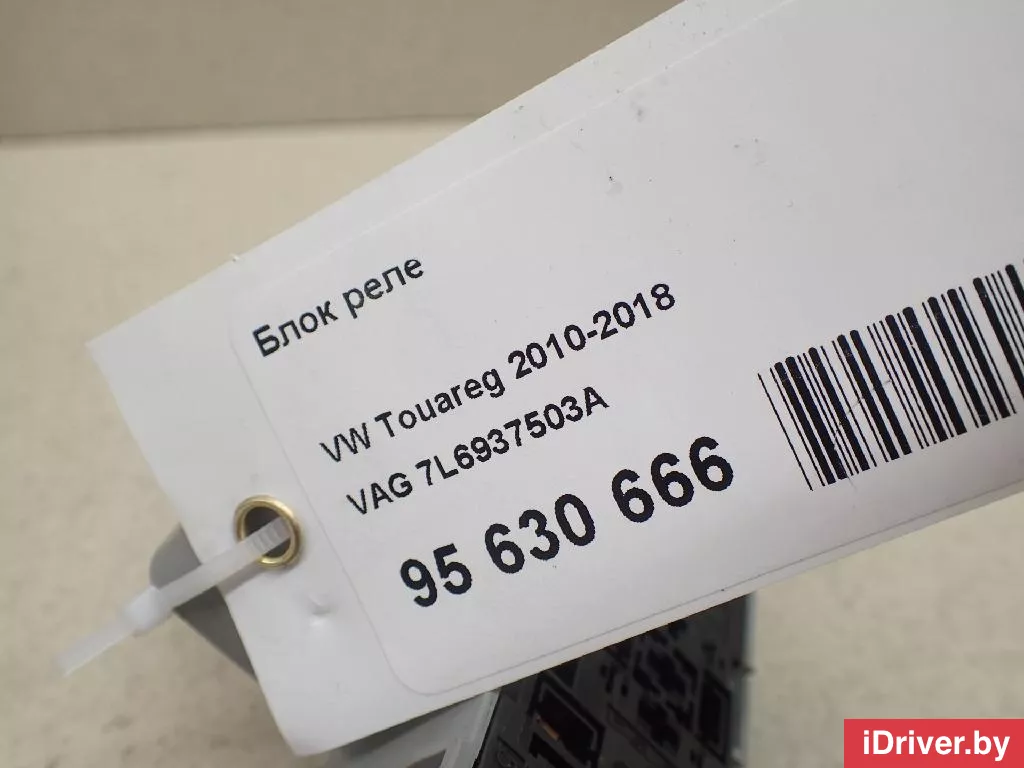 Блок реле
VW Touareg 2010-2018
VAG 7L6937503A
95 630 666
iDriver.by